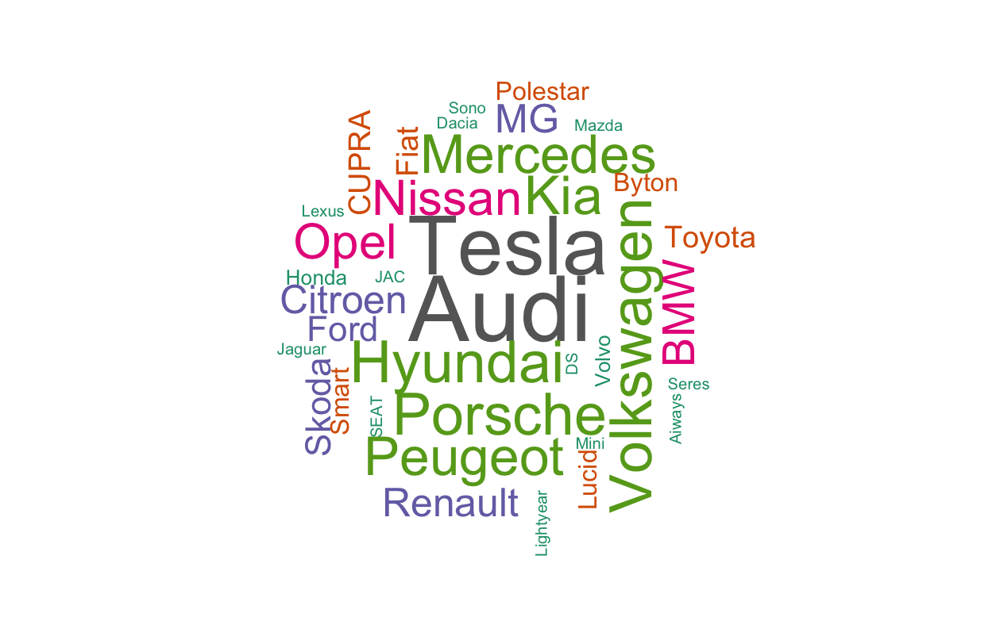 Polestar
Sono
MG
Dacia
Mazda
CUPRA
Fiat
Mercedes
Byton
Nissan
Kia
Lexus
Opel
Tesla
Volkswagen
Toyota
Honda
JAC
BMW
Citroen
Audi
Ford
Jaguar
Hyundai
DS
Volvo
Skoda
Smart
Seres
SEAT
Porsche
Aiways
Mini
Peugeot
Lucid
Renault
Lightyear